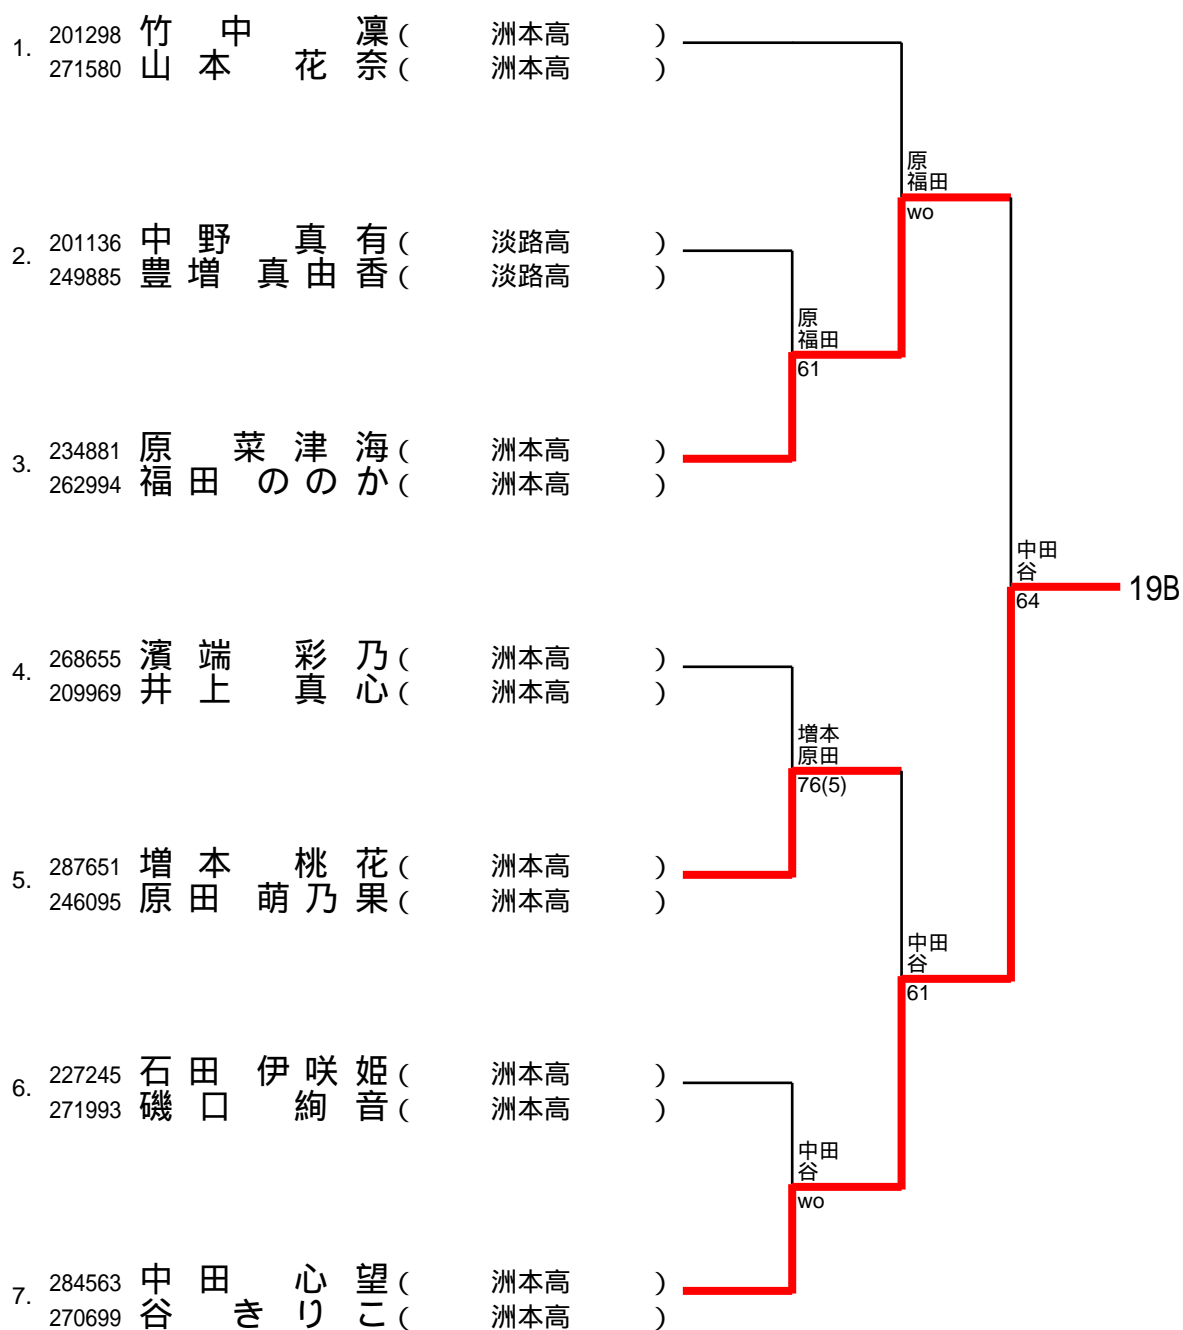 1. 201298 竹中 凜 ( 洲本高 )
271580 山本 花奈 ( 洲本高 )
原
福田
wo
2. 201136 中野 真有 ( 淡路高 )
249885 豊増 真由香 ( 淡路高 )
原
福田
61
3. 234881 原 菜津海 ( 洲本高 )
262994 福田 ののか ( 洲本高 )
中田
谷
64
19B
4. 268655 濱端 彩乃 ( 洲本高 )
209969 井上 真心 ( 洲本高 )
増本
原田
76(5)
5. 287651 増本 桃花 ( 洲本高 )
246095 原田 萌乃果 ( 洲本高 )
中田
谷
61
6. 227245 石田 伊咲姫 ( 洲本高 )
271993 磯口 絢音 ( 洲本高 )
中田
谷
wo
7. 284563 中田 心望 ( 洲本高 )
270699 谷 きりこ ( 洲本高 )